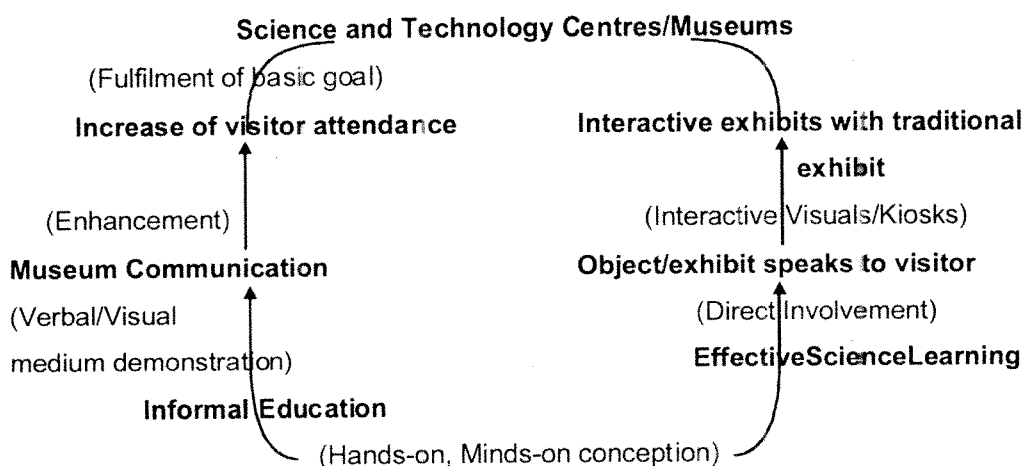 Science and Technology Centres/Museums
(Fulfilment of basic goal)
Increase of visitor attendance
Interactive exhibits with traditional
exhibit
(Enhancement)
(Interactive Visuals/Kiosks)
Museum Communication
Object/exhibit speaks to visitor
(Verbal/Visual
medium demonstration)
(Direct Involvement)
EffectiveScienceLearning
Informal Education
(Hands-on, Minds-on conception)